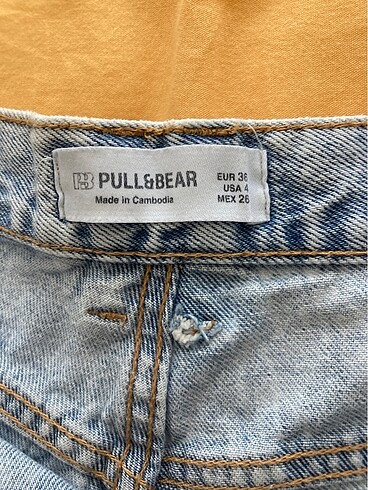 PULL&BEAR
Made in Cambodia
EUR 36
USA 4
MEX 26